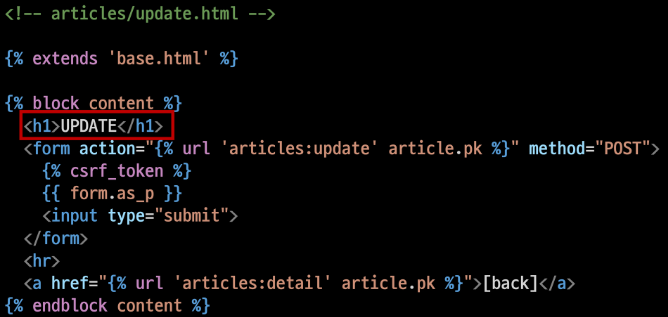 <!-- articles/update.html -->
{% extends 'base.html' %}
{% block content %}
<h1>UPDATE</h1>
<form action="{% url 'articles:update' article.pk %}" method="POST">
{% csrf_token %}
{{ form.as_p }}
<input type="submit">
</form>
<hr>
<a href="{% url 'articles:detail' article.pk %}">[back]</a>
{% endblock content %}